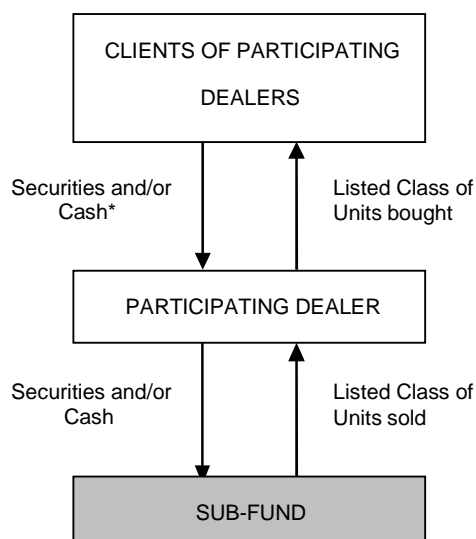 CLIENTS OF PARTICIPATING
DEALERS
Securities and/or
Cash*
Listed Class of
Units bought
PARTICIPATING DEALER
Securities and/or
Cash
Listed Class of
Units sold
SUB-FUND